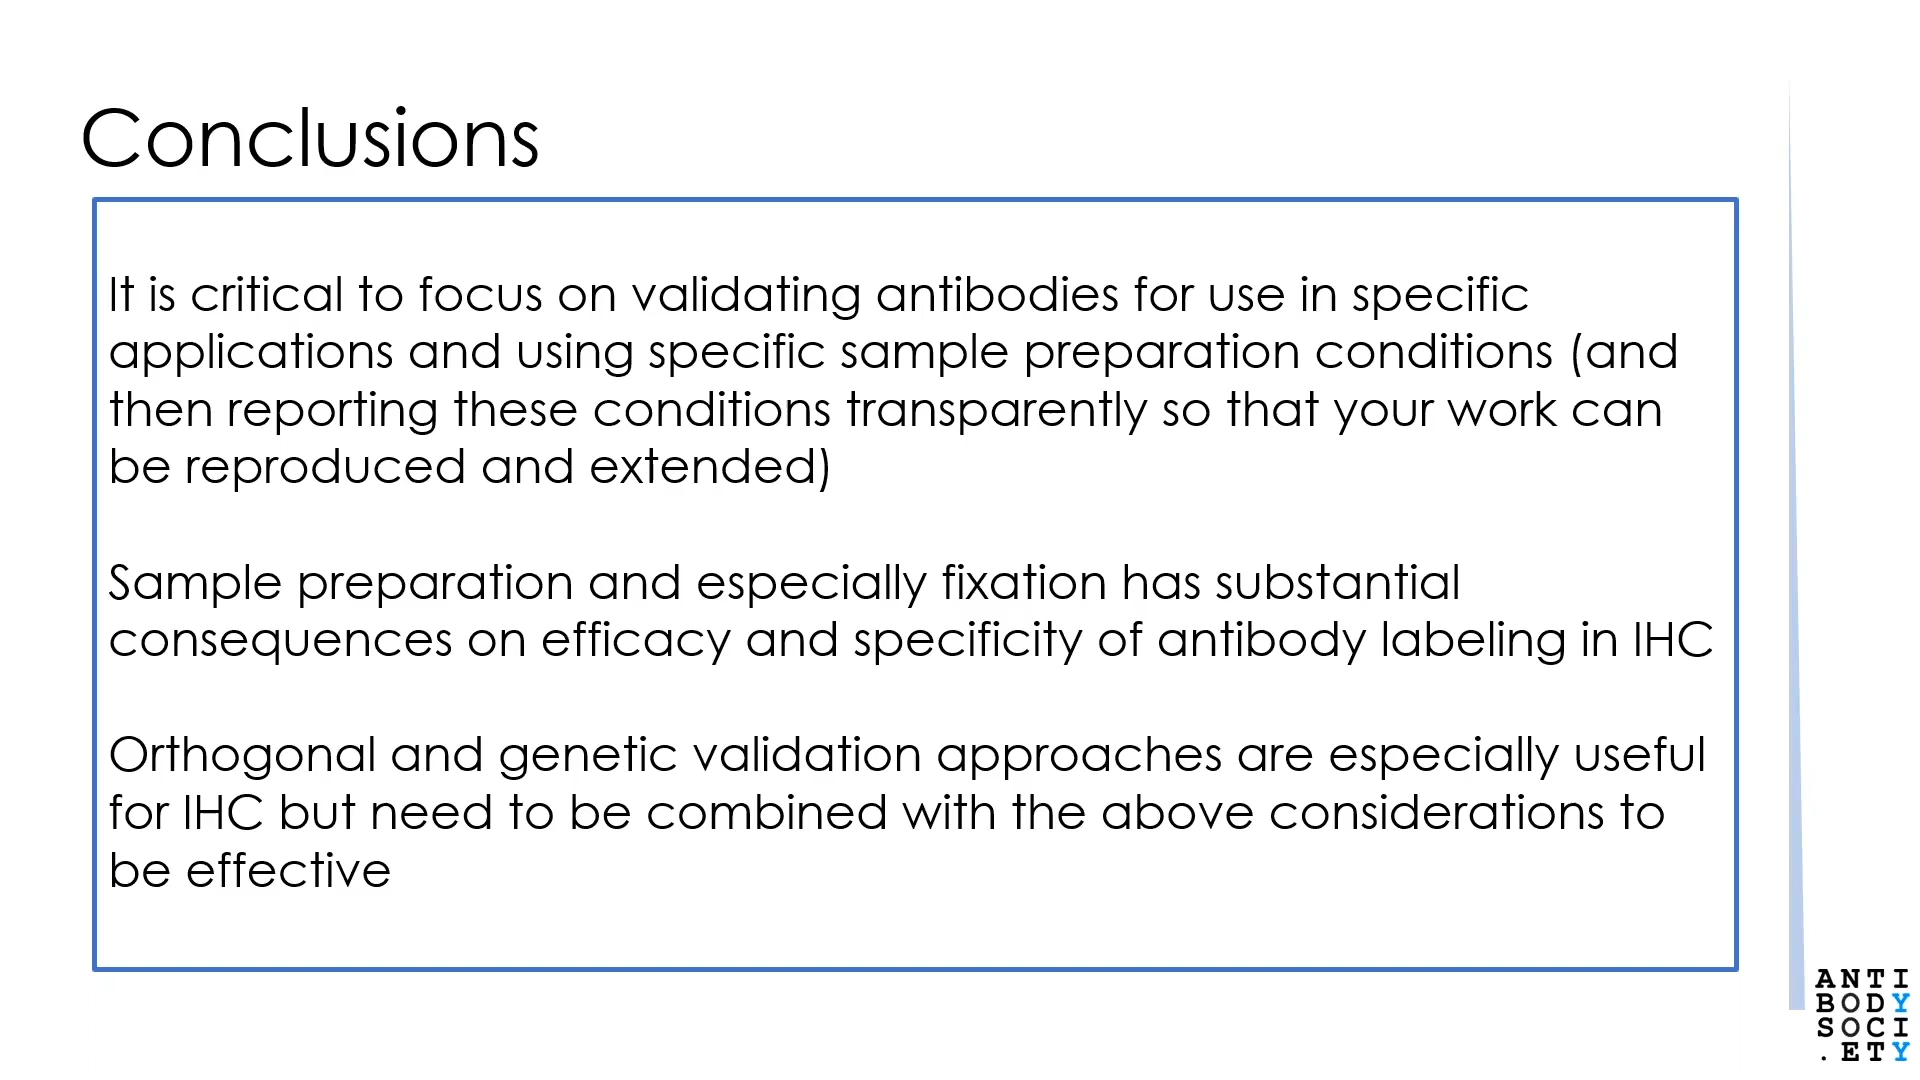 Conclusions
It is critical to focus on validating antibodies for use in specific
applications and using specific sample preparation conditions (and
then reporting these conditions transparently so that your work can
be reproduced and extended)
Sample preparation and especially fixation has substantial
consequences on efficacy and specificity of antibody labeling in IHC
Orthogonal and genetic validation approaches are especially useful
for IHC but need to be combined with the above considerations to
be effective
ANTI
BODY
SOCI
.ETY